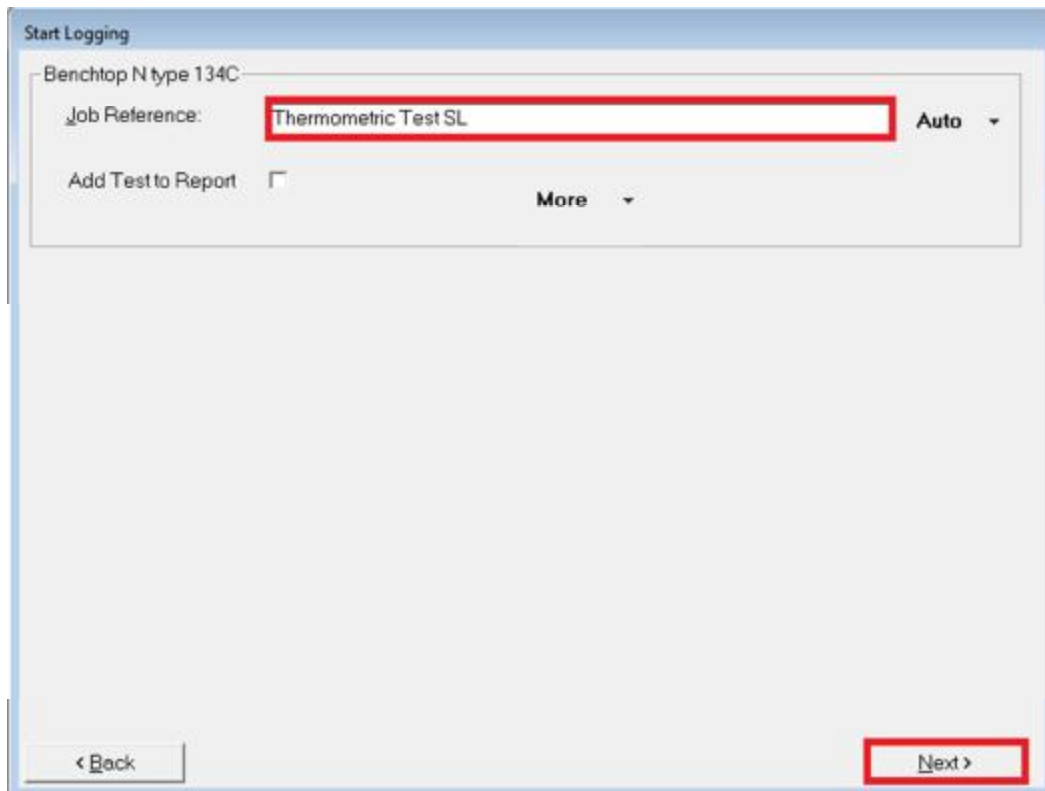 Start Logging
Benchtop N type 134C
Job Reference: Thermometric Test SL Auto
Add Test to Report
More
< Back Next >